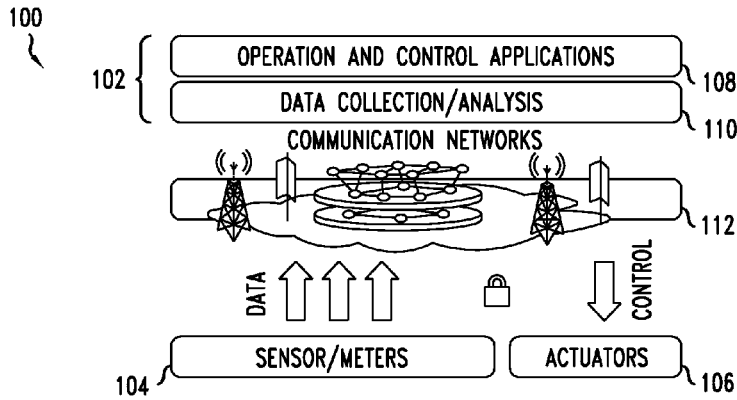 100
102
OPERATION AND CONTROL APPLICATIONS
108
DATA COLLECTION/ANALYSIS
110
COMMUNICATION NETWORKS
112
DATA
CONTROL
SENSOR/METERS
ACTUATORS
104
106